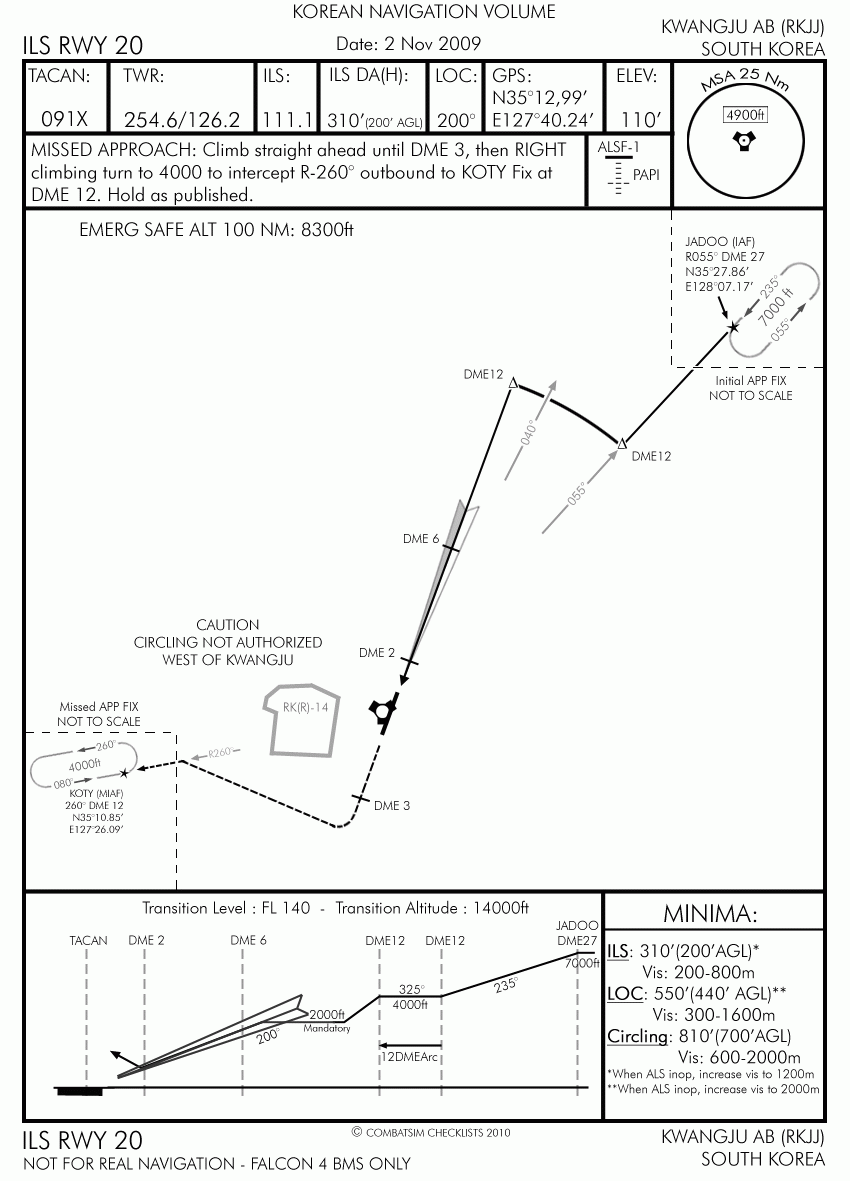 KOREAN NAVIGATION VOLUME
ILS RWY 20
Date: 2 Nov 2009
KWANGJU AB (RKJJ)
SOUTH KOREA
TACAN:
091X
TWR:
254.6/126.2
ILS:
111.1
ILS DA(H):
310’(200’ AGL)
LOC:
200°
GPS:
N35°12,99’
E127°40.24’
ELEV:
110’
MSA 25 Nm
4900ft
MISSED APPROACH: Climb straight ahead until DME 3, then RIGHT
climbing turn to 4000 to intercept R-260° outbound to KOTY Fix at
DME 12. Hold as published.
ALSF-1
PAPI
EMERG SAFE ALT 100 NM: 8300ft
JADOO (IAF)
R055° DME 27
N35°27.86’
E128°07.17’
235°
7000 ft
055°
Initial APP FIX
NOT TO SCALE
DME12
040°
DME12
055°
DME 6
CAUTION
CIRCLING NOT AUTHORIZED
WEST OF KWANGJU
DME 2
RK(R)-14
Missed APP FIX
NOT TO SCALE
260°
4000ft
080°
R260°
KOTY (MIAF)
260° DME 12
N35°10.85’
E127°26.09’
DME 3
Transition Level : FL 140 - Transition Altitude : 14000ft
TACAN
DME 2
DME 6
DME12
DME12
JADOO
DME27
7000ft
325°
4000ft
235°
2000ft
Mandatory
200°
12DMEArc
MINIMA:
ILS: 310’(200’AGL)*
Vis: 200-800m
LOC: 550’(440’ AGL)**
Vis: 300-1600m
Circling: 810’(700’AGL)
Vis: 600-2000m
*When ALS inop, increase vis to 1200m
**When ALS inop, increase vis to 2000m
ILS RWY 20
© COMBATSIM CHECKLISTS 2010
KWANGJU AB (RKJJ)
NOT FOR REAL NAVIGATION - FALCON 4 BMS ONLY
SOUTH KOREA